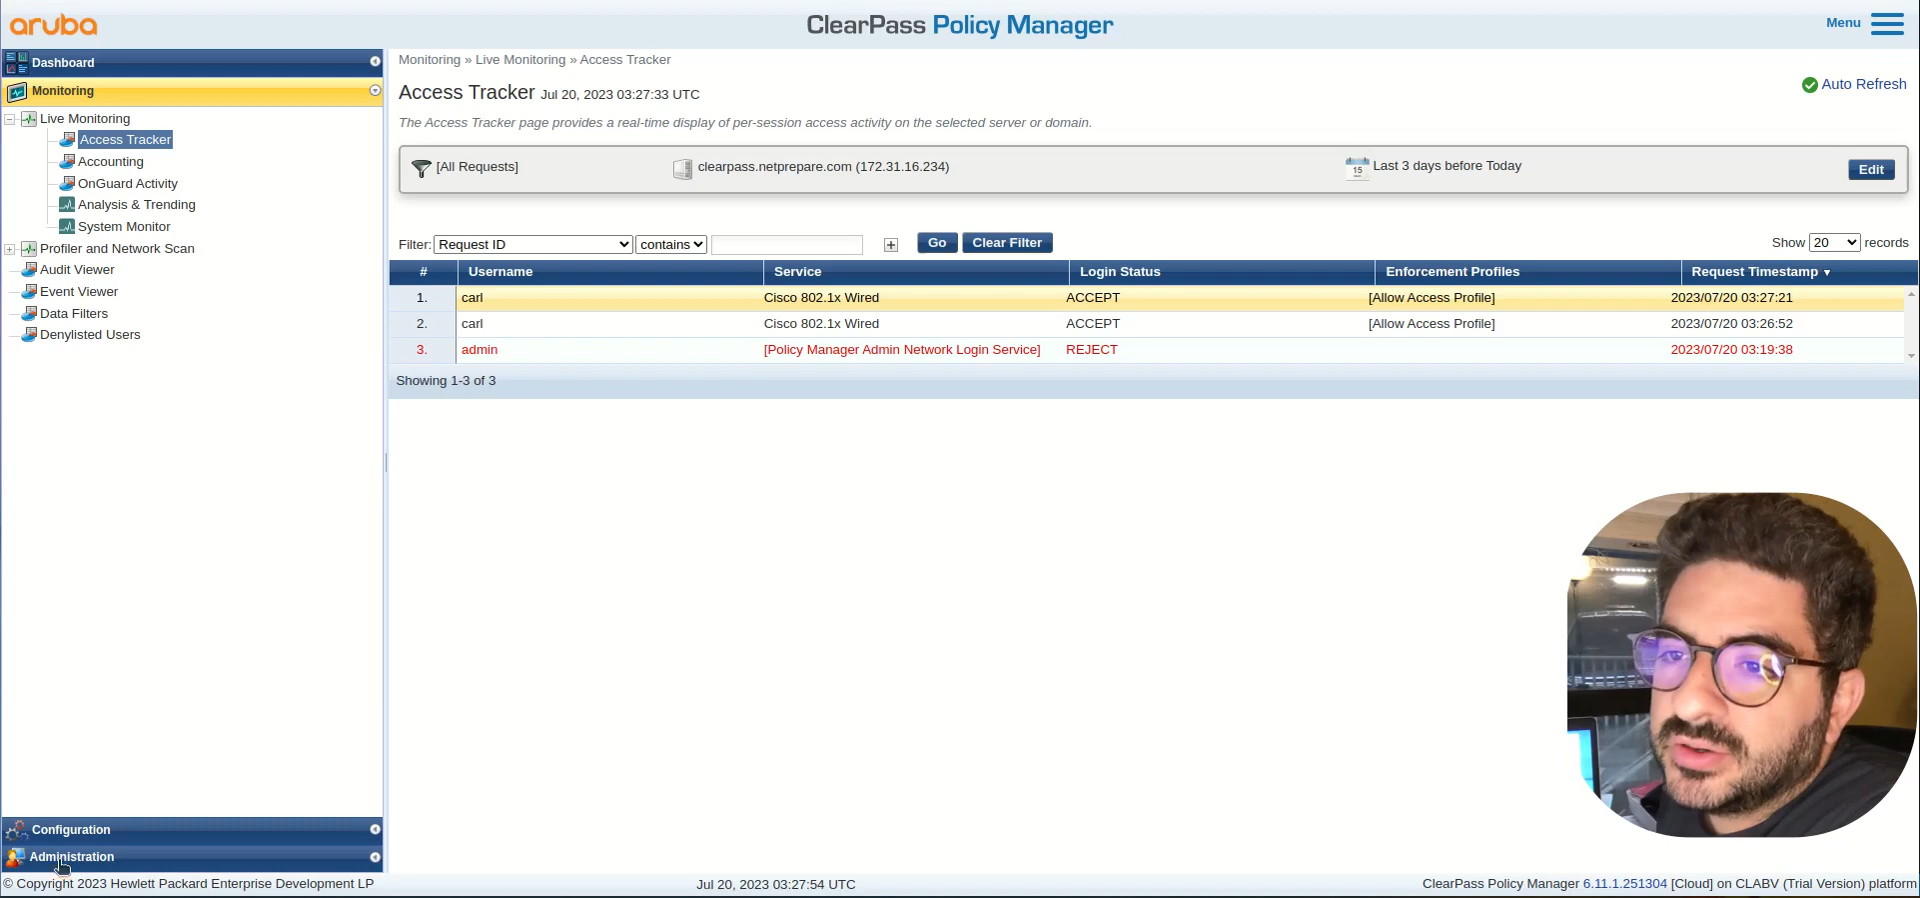 aruba
ClearPass Policy Manager
Menu
Dashboard
Monitoring
Live Monitoring
Access Tracker
Accounting
OnGuard Activity
Analysis & Trending
System Monitor
Profiler and Network Scan
Audit Viewer
Event Viewer
Data Filters
Denylisted Users
Configuration
Administration
Monitoring » Live Monitoring » Access Tracker
Access Tracker Jul 20, 2023 03:27:33 UTC
Auto Refresh
The Access Tracker page provides a real-time display of per-session access activity on the selected server or domain.
[All Requests] clearpass.netprepare.com (172.31.16.234) 15 Last 3 days before Today Edit
Filter: Request ID contains Go Clear Filter Show 20 records
# Username Service Login Status Enforcement Profiles Request Timestamp ▼
1. carl Cisco 802.1x Wired ACCEPT [Allow Access Profile] 2023/07/20 03:27:21
2. carl Cisco 802.1x Wired ACCEPT [Allow Access Profile] 2023/07/20 03:26:52
3. admin [Policy Manager Admin Network Login Service] REJECT 2023/07/20 03:19:38
Showing 1-3 of 3
© Copyright 2023 Hewlett Packard Enterprise Development LP Jul 20, 2023 03:27:54 UTC ClearPass Policy Manager 6.11.1.251304 [Cloud] on CLABV (Trial Version) platform